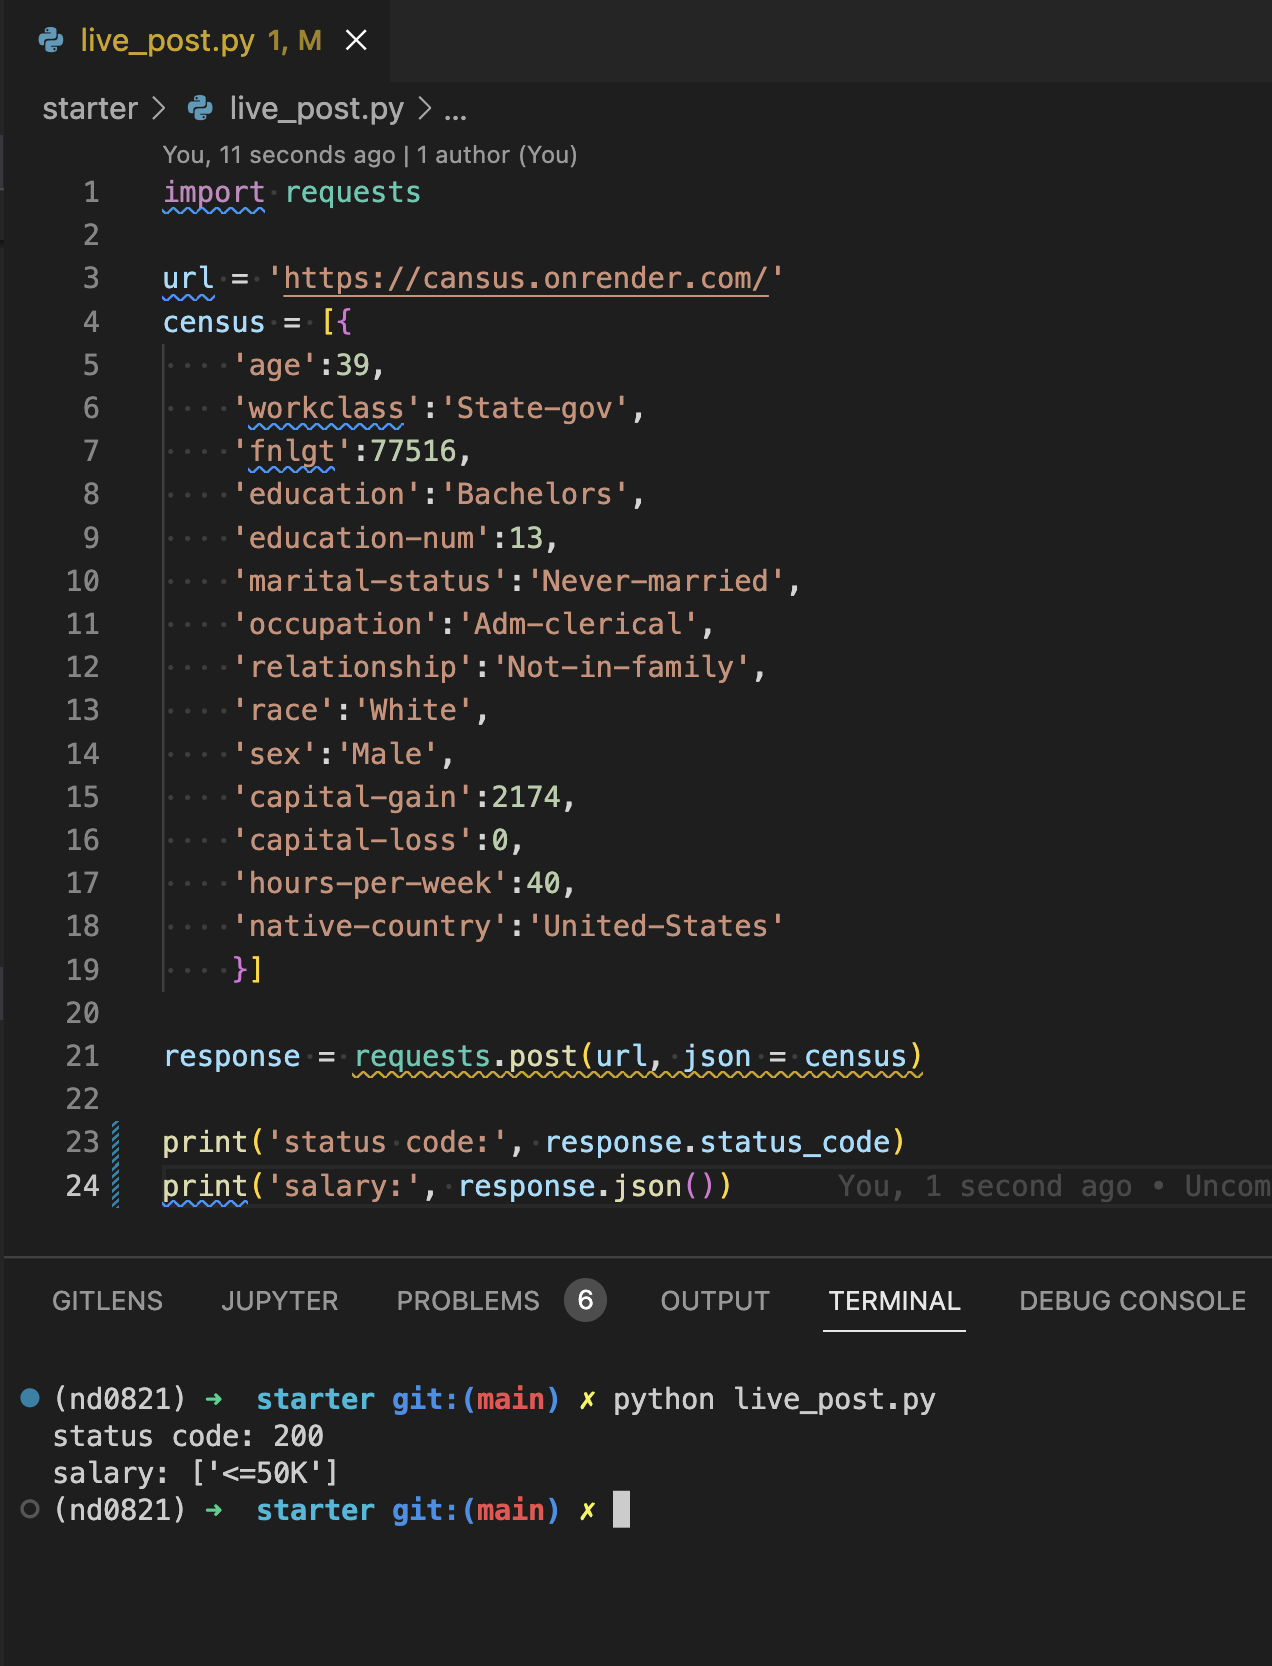 live_post.py 1, M
starter > live_post.py > ...
You, 11 seconds ago | 1 author (You)
1 import requests
2
3 url = 'https://cansus.onrender.com/'
4 census = [{
5 'age':39,
6 'workclass':'State-gov',
7 'fnlgt':77516,
8 'education':'Bachelors',
9 'education-num':13,
10 'marital-status':'Never-married',
11 'occupation':'Adm-clerical',
12 'relationship':'Not-in-family',
13 'race':'White',
14 'sex':'Male',
15 'capital-gain':2174,
16 'capital-loss':0,
17 'hours-per-week':40,
18 'native-country':'United-States'
19 }]
20
21 response = requests.post(url, json = census)
22
23 print('status code:', response.status_code)
24 print('salary:', response.json()) You, 1 second ago • Uncom
GITLENS JUPYTER PROBLEMS 6 OUTPUT TERMINAL DEBUG CONSOLE
(nd0821) ➜ starter git:(main) ✗ python live_post.py
status code: 200
salary: ['<=50K']
(nd0821) ➜ starter git:(main) ✗